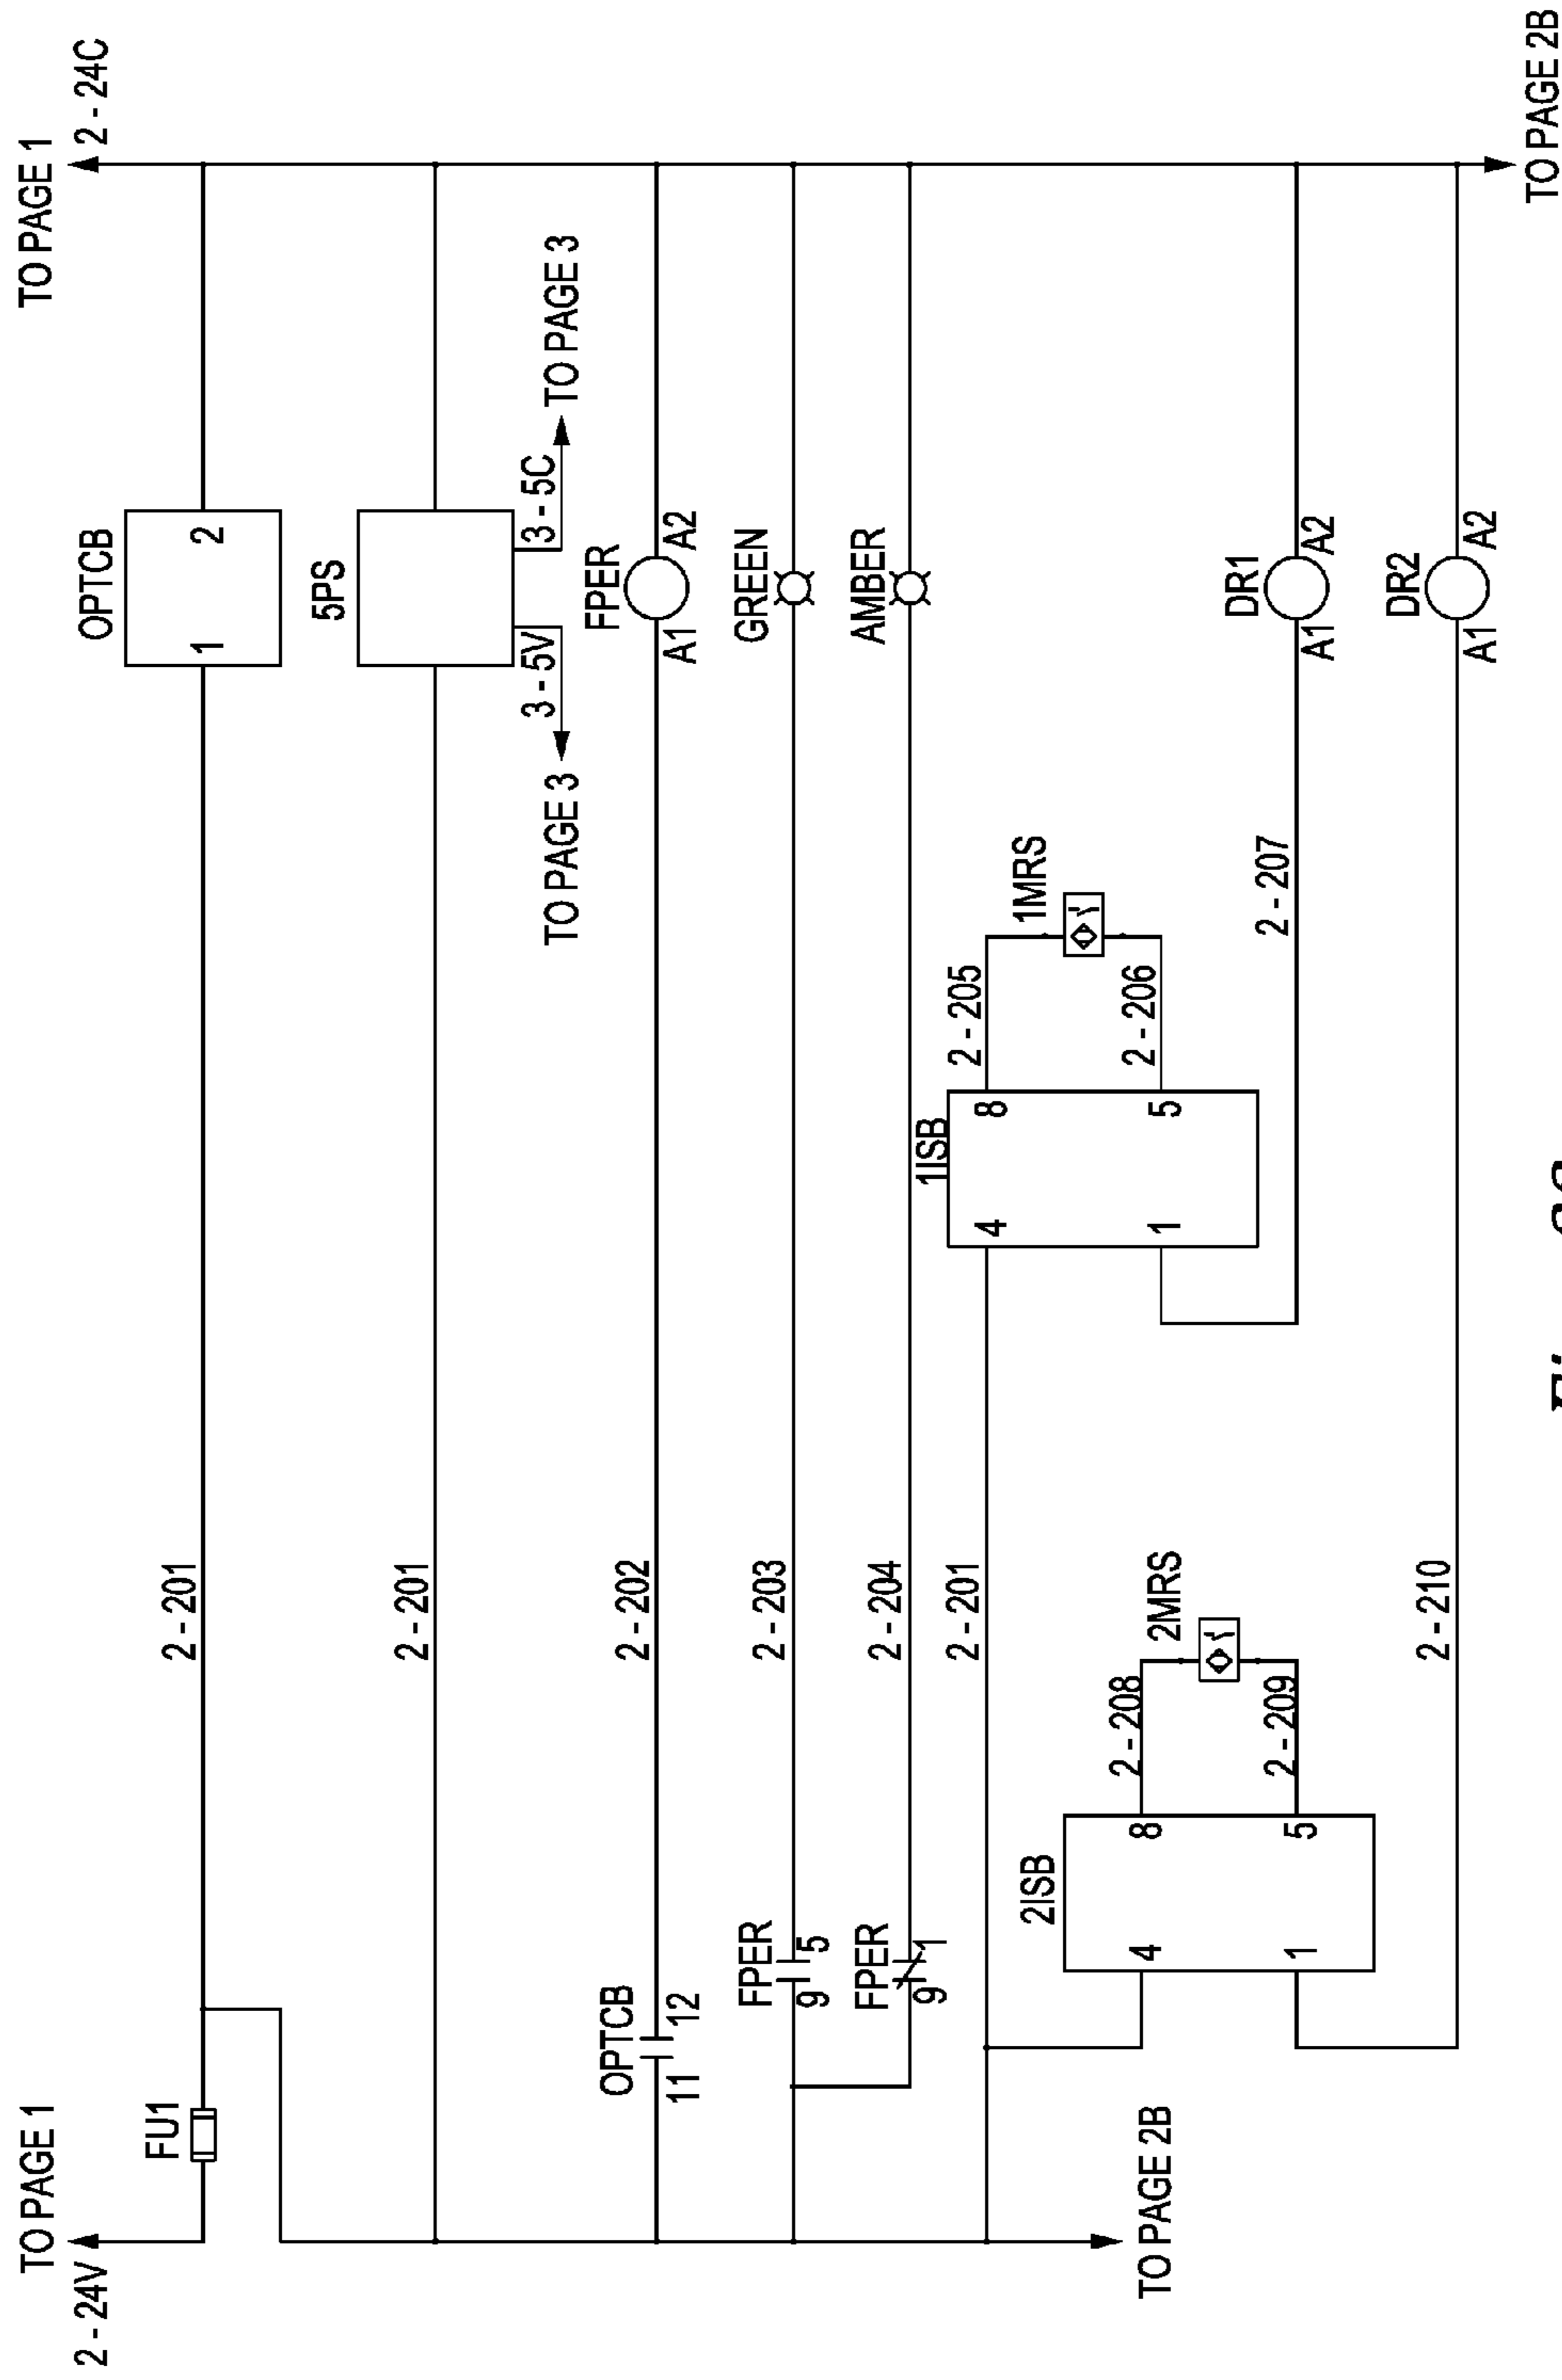 TO PAGE 1
TO PAGE 1
2 - 24V
2 - 24C
OPTCB
FU1
2 - 201
1
2
5PS
2 - 201
3 - 5V
3 - 5C
TO PAGE 3
TO PAGE 3
OPTCB
2 - 202
FPER
11
12
A1
A2
FPER
2 - 203
GREEN
9
5
FPER
2 - 204
AMBER
9
1
1ISB
2 - 201
2 - 205
4
8
1MRS
2ISB
2 - 208
2 - 206
4
8
1
5
2MRS
TO PAGE 2B
DR1
2 - 207
2 - 209
1
5
A1
A2
DR2
2 - 210
A1
A2
TO PAGE 2B